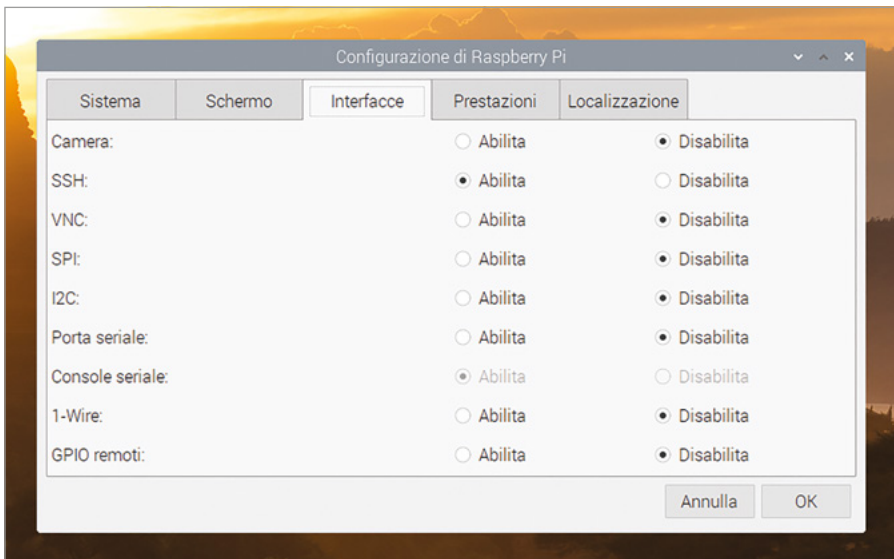 Configurazione di Raspberry Pi
Sistema Schermo Interfacce Prestazioni Localizzazione
Camera: Abilita Disabilita
SSH: Abilita Disabilita
VNC: Abilita Disabilita
SPI: Abilita Disabilita
I2C: Abilita Disabilita
Porta seriale: Abilita Disabilita
Console seriale: Abilita Disabilita
1-Wire: Abilita Disabilita
GPIO remoti: Abilita Disabilita
Annulla OK